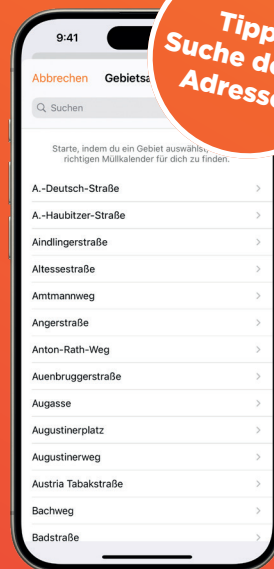 Tipp
Suche de
Adresse
9:41
Abbrechen Gebietsa
Suchen
Starte, indem du ein Gebiet auswählst,
richtigen Müllkalender für dich zu finden.
A.-Deutsch-Straße
A.-Haubitzer-Straße
Aindlingerstraße
Altessestraße
Amtmannweg
Angerstraße
Anton-Rath-Weg
Auenbruggerstraße
Augasse
Augustinerplatz
Augustinerweg
Austria Tabakstraße
Bachweg
Badstraße